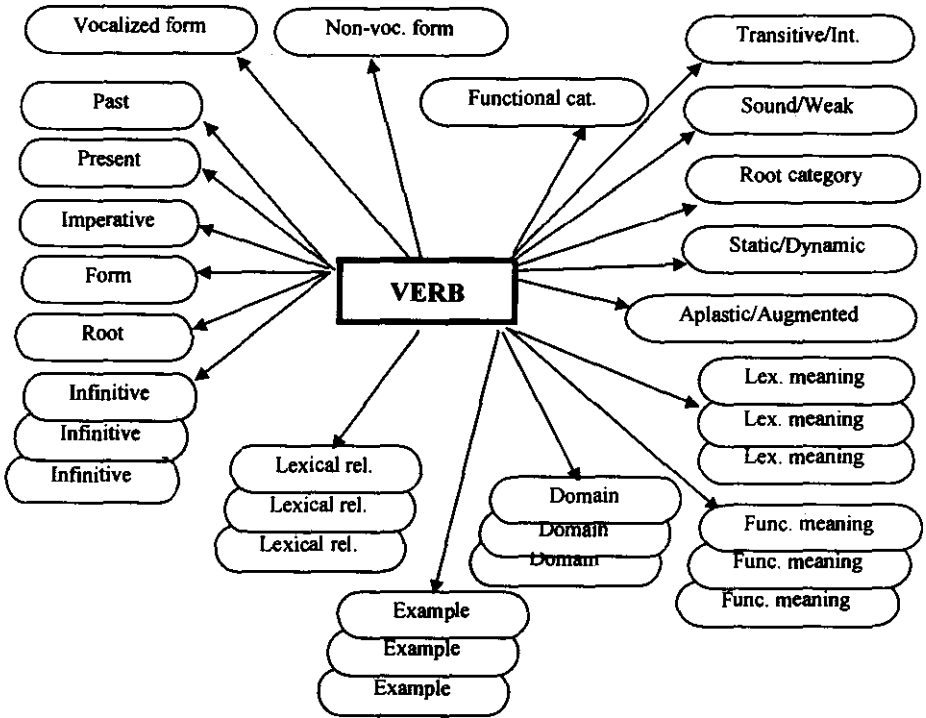 Vocalized form
Non-voc. form
Transitive/Int.
Past
Functional cat.
Sound/Weak
Present
Root category
Imperative
Static/Dynamic
Form
VERB
Aplastic/Augmented
Root
Infinitive
Infinitive
Infinitive
Lex. meaning
Lex. meaning
Lex. meaning
Lexical rel.
Lexical rel.
Lexical rel.
Domain
Domain
Domain
Func. meaning
Func. meaning
Func. meaning
Example
Example
Example